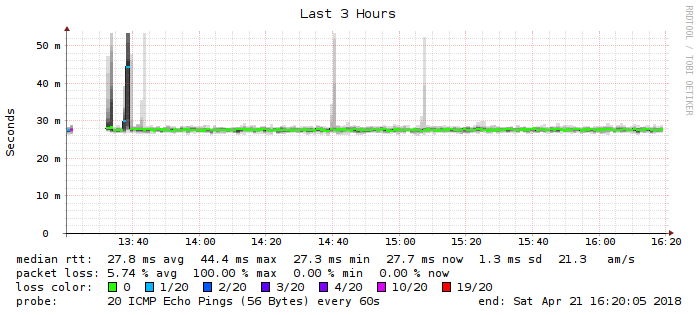 Last 3 Hours
RRDTOOL / TOBI OETIKER
Seconds
50 m
40 m
30 m
20 m
10 m
0
13:40 14:00 14:20 14:40 15:00 15:20 15:40 16:00 16:20
median rtt: 27.8 ms avg 44.4 ms max 27.3 ms min 27.7 ms now 1.3 ms sd 21.3 am/s
packet loss: 5.74 % avg 100.00 % max 0.00 % min 0.00 % now
loss color: 0 1/20 2/20 3/20 4/20 10/20 19/20
probe: 20 ICMP Echo Pings (56 Bytes) every 60s end: Sat Apr 21 16:20:05 2018